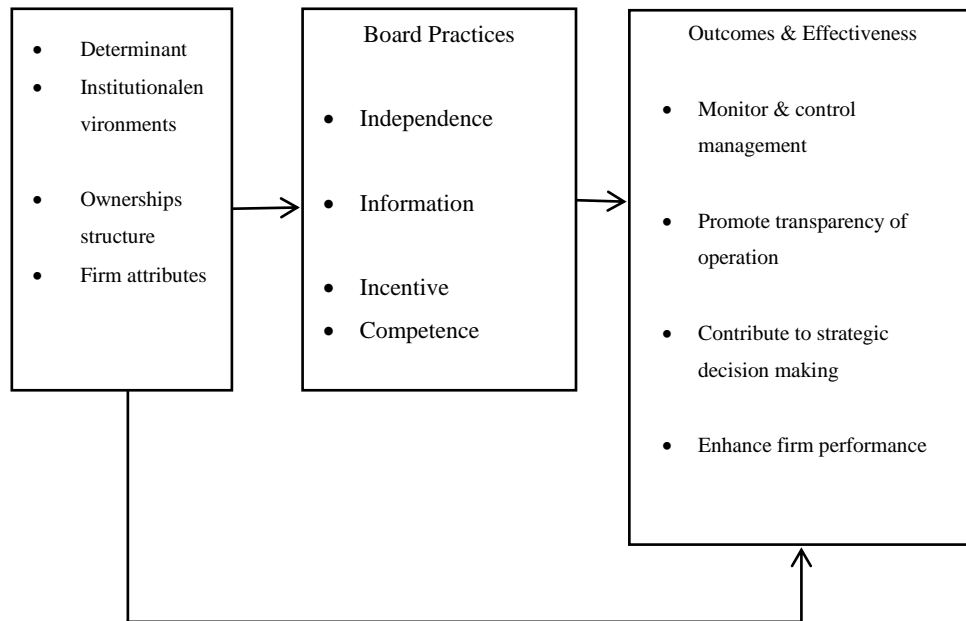 • Determinant
• Institutionalen
vironments
• Ownerships
structure
• Firm attributes
Board Practices
• Independence
• Information
• Incentive
• Competence
Outcomes & Effectiveness
• Monitor & control
management
• Promote transparency of
operation
• Contribute to strategic
decision making
• Enhance firm performance